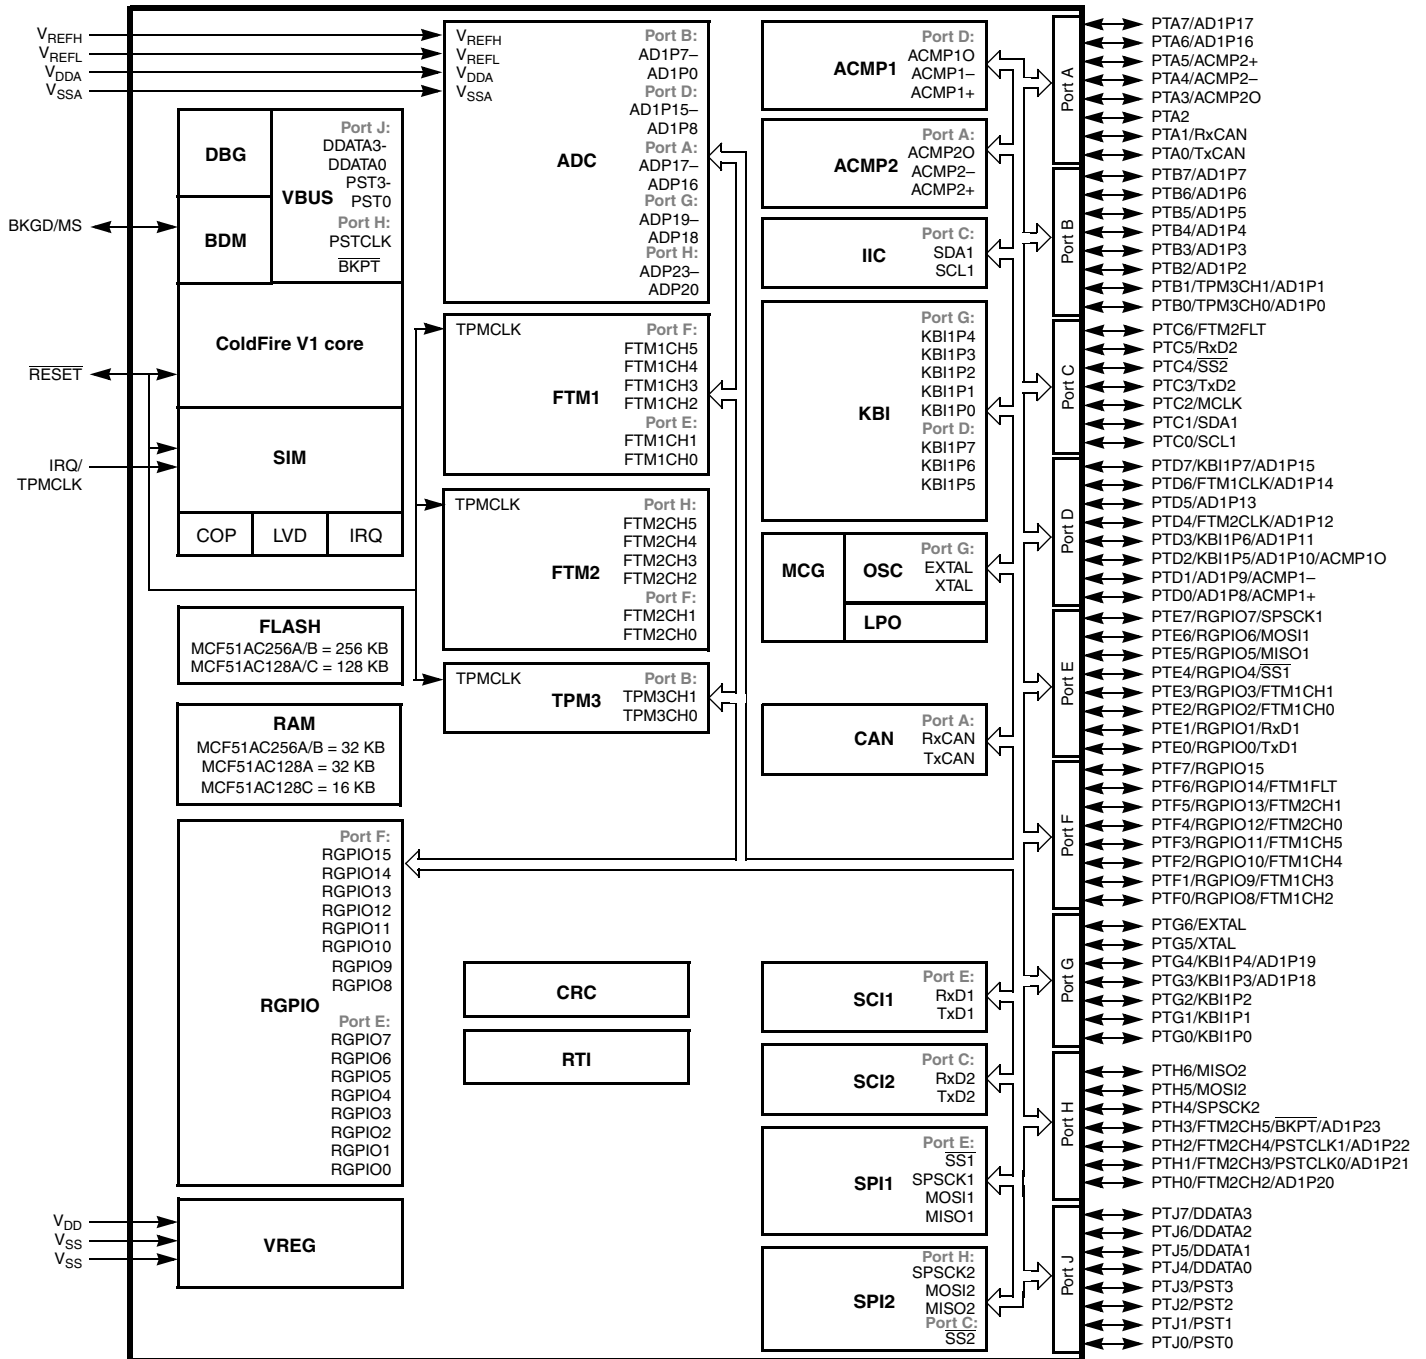 V_REFH
V_REFL
V_DDA
V_SSA
BKGD/MS
RESET
IRQ/
TPMCLK
V_DD
V_SS
V_SS
DBG
BDM
VBUS
Port J:
DDATA3-
DDATA0
PST3-
PST0
Port H:
PSTCLK
BKPT
ColdFire V1 core
SIM
COP
LVD
IRQ
FLASH
MCF51AC256A/B = 256 KB
MCF51AC128A/C = 128 KB
RAM
MCF51AC256A/B = 32 KB
MCF51AC128A = 32 KB
MCF51AC128C = 16 KB
RGPIO
Port F:
RGPIO15
RGPIO14
RGPIO13
RGPIO12
RGPIO11
RGPIO10
RGPIO9
RGPIO8
Port E:
RGPIO7
RGPIO6
RGPIO5
RGPIO4
RGPIO3
RGPIO2
RGPIO1
RGPIO0
VREG
V_REFH
V_REFL
V_DDA
V_SSA
ADC
Port B:
AD1P7–
AD1P0
Port D:
AD1P15–
AD1P8
Port A:
ADP17–
ADP16
Port G:
ADP19–
ADP18
Port H:
ADP23–
ADP20
TPMCLK
FTM1
Port F:
FTM1CH5
FTM1CH4
FTM1CH3
FTM1CH2
Port E:
FTM1CH1
FTM1CH0
TPMCLK
FTM2
Port H:
FTM2CH5
FTM2CH4
FTM2CH3
FTM2CH2
Port F:
FTM2CH1
FTM2CH0
TPMCLK
TPM3
Port B:
TPM3CH1
TPM3CH0
CRC
RTI
ACMP1
Port D:
ACMP1O
ACMP1–
ACMP1+
ACMP2
Port A:
ACMP2O
ACMP2–
ACMP2+
IIC
Port C:
SDA1
SCL1
KBI
Port G:
KBI1P4
KBI1P3
KBI1P2
KBI1P1
KBI1P0
Port D:
KBI1P7
KBI1P6
KBI1P5
MCG
OSC
Port G:
EXTAL
XTAL
LPO
CAN
Port A:
RxCAN
TxCAN
SCI1
Port E:
RxD1
TxD1
SCI2
Port C:
RxD2
TxD2
SPI1
Port E:
SS1
SPSCK1
MOSI1
MISO1
SPI2
Port H:
SPSCK2
MOSI2
MISO2
Port C:
SS2
Port A
PTA7/AD1P17
PTA6/AD1P16
PTA5/ACMP2+
PTA4/ACMP2–
PTA3/ACMP2O
PTA2
PTA1/RxCAN
PTA0/TxCAN
Port B
PTB7/AD1P7
PTB6/AD1P6
PTB5/AD1P5
PTB4/AD1P4
PTB3/AD1P3
PTB2/AD1P2
PTB1/TPM3CH1/AD1P1
PTB0/TPM3CH0/AD1P0
Port C
PTC6/FTM2FLT
PTC5/RxD2
PTC4/SS2
PTC3/TxD2
PTC2/MCLK
PTC1/SDA1
PTC0/SCL1
Port D
PTD7/KBI1P7/AD1P15
PTD6/FTM1CLK/AD1P14
PTD5/AD1P13
PTD4/FTM2CLK/AD1P12
PTD3/KBI1P6/AD1P11
PTD2/KBI1P5/AD1P10/ACMP1O
PTD1/AD1P9/ACMP1–
PTD0/AD1P8/ACMP1+
Port E
PTE7/RGPIO7/SPSCK1
PTE6/RGPIO6/MOSI1
PTE5/RGPIO5/MISO1
PTE4/RGPIO4/SS1
PTE3/RGPIO3/FTM1CH1
PTE2/RGPIO2/FTM1CH0
PTE1/RGPIO1/RxD1
PTE0/RGPIO0/TxD1
Port F
PTF7/RGPIO15
PTF6/RGPIO14/FTM1FLT
PTF5/RGPIO13/FTM2CH1
PTF4/RGPIO12/FTM2CH0
PTF3/RGPIO11/FTM1CH5
PTF2/RGPIO10/FTM1CH4
PTF1/RGPIO9/FTM1CH3
PTF0/RGPIO8/FTM1CH2
Port G
PTG6/EXTAL
PTG5/XTAL
PTG4/KBI1P4/AD1P19
PTG3/KBI1P3/AD1P18
PTG2/KBI1P2
PTG1/KBI1P1
PTG0/KBI1P0
Port H
PTH6/MISO2
PTH5/MOSI2
PTH4/SPSCK2
PTH3/FTM2CH5/BKPT/AD1P23
PTH2/FTM2CH4/PSTCLK1/AD1P22
PTH1/FTM2CH3/PSTCLK0/AD1P21
PTH0/FTM2CH2/AD1P20
Port J
PTJ7/DDATA3
PTJ6/DDATA2
PTJ5/DDATA1
PTJ4/DDATA0
PTJ3/PST3
PTJ2/PST2
PTJ1/PST1
PTJ0/PST0